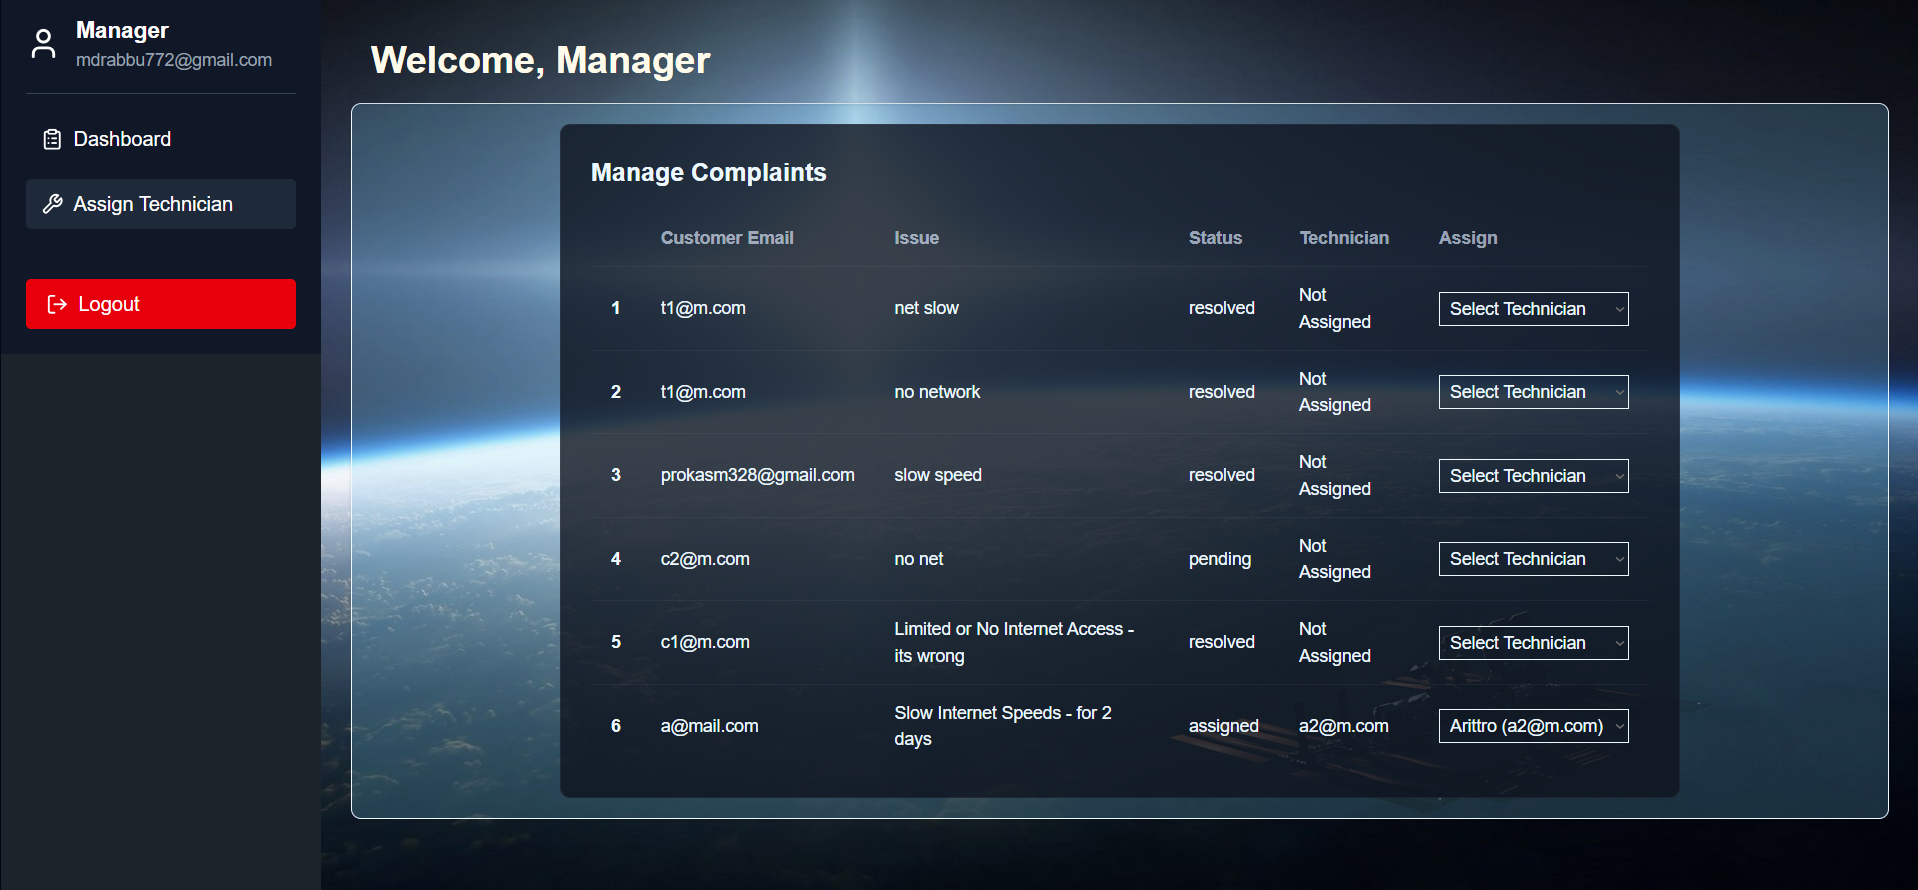 Manager
mdrabbu772@gmail.com
Dashboard
Assign Technician
Logout
Welcome, Manager
Manage Complaints
Customer Email Issue Status Technician Assign
1 t1@m.com net slow resolved Not Assigned Select Technician
2 t1@m.com no network resolved Not Assigned Select Technician
3 prokasm328@gmail.com slow speed resolved Not Assigned Select Technician
4 c2@m.com no net pending Not Assigned Select Technician
5 c1@m.com Limited or No Internet Access - its wrong resolved Not Assigned Select Technician
6 a@mail.com Slow Internet Speeds - for 2 days assigned a2@m.com Arittro (a2@m.com)